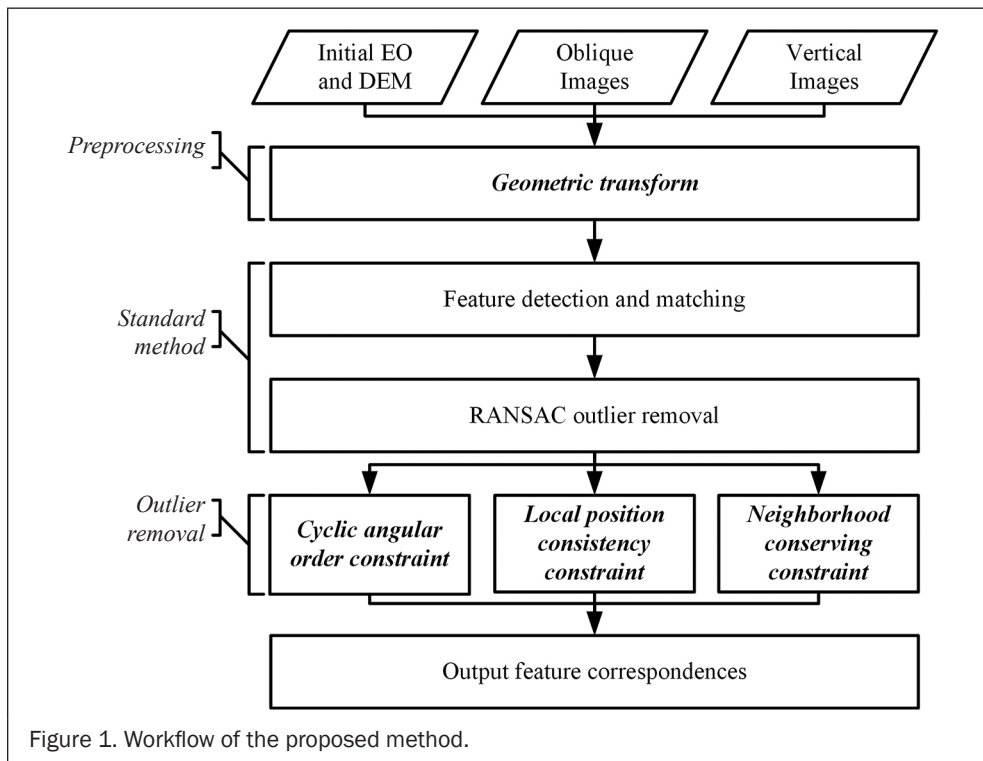 Initial EO
and DEM
Oblique
Images
Vertical
Images
Preprocessing
Geometric transform
Feature detection and matching
Standard
method
RANSAC outlier removal
Outlier
removal
Cyclic angular
order constraint
Local position
consistency
constraint
Neighborhood
conserving
constraint
Output feature correspondences
Figure 1. Workflow of the proposed method.